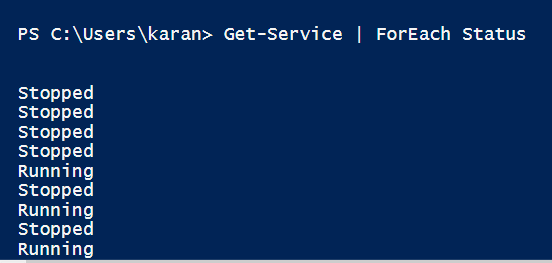 PS C:\Users\karan> Get-Service | ForEach Status
Stopped
Stopped
Stopped
Stopped
Running
Stopped
Running
Stopped
Running